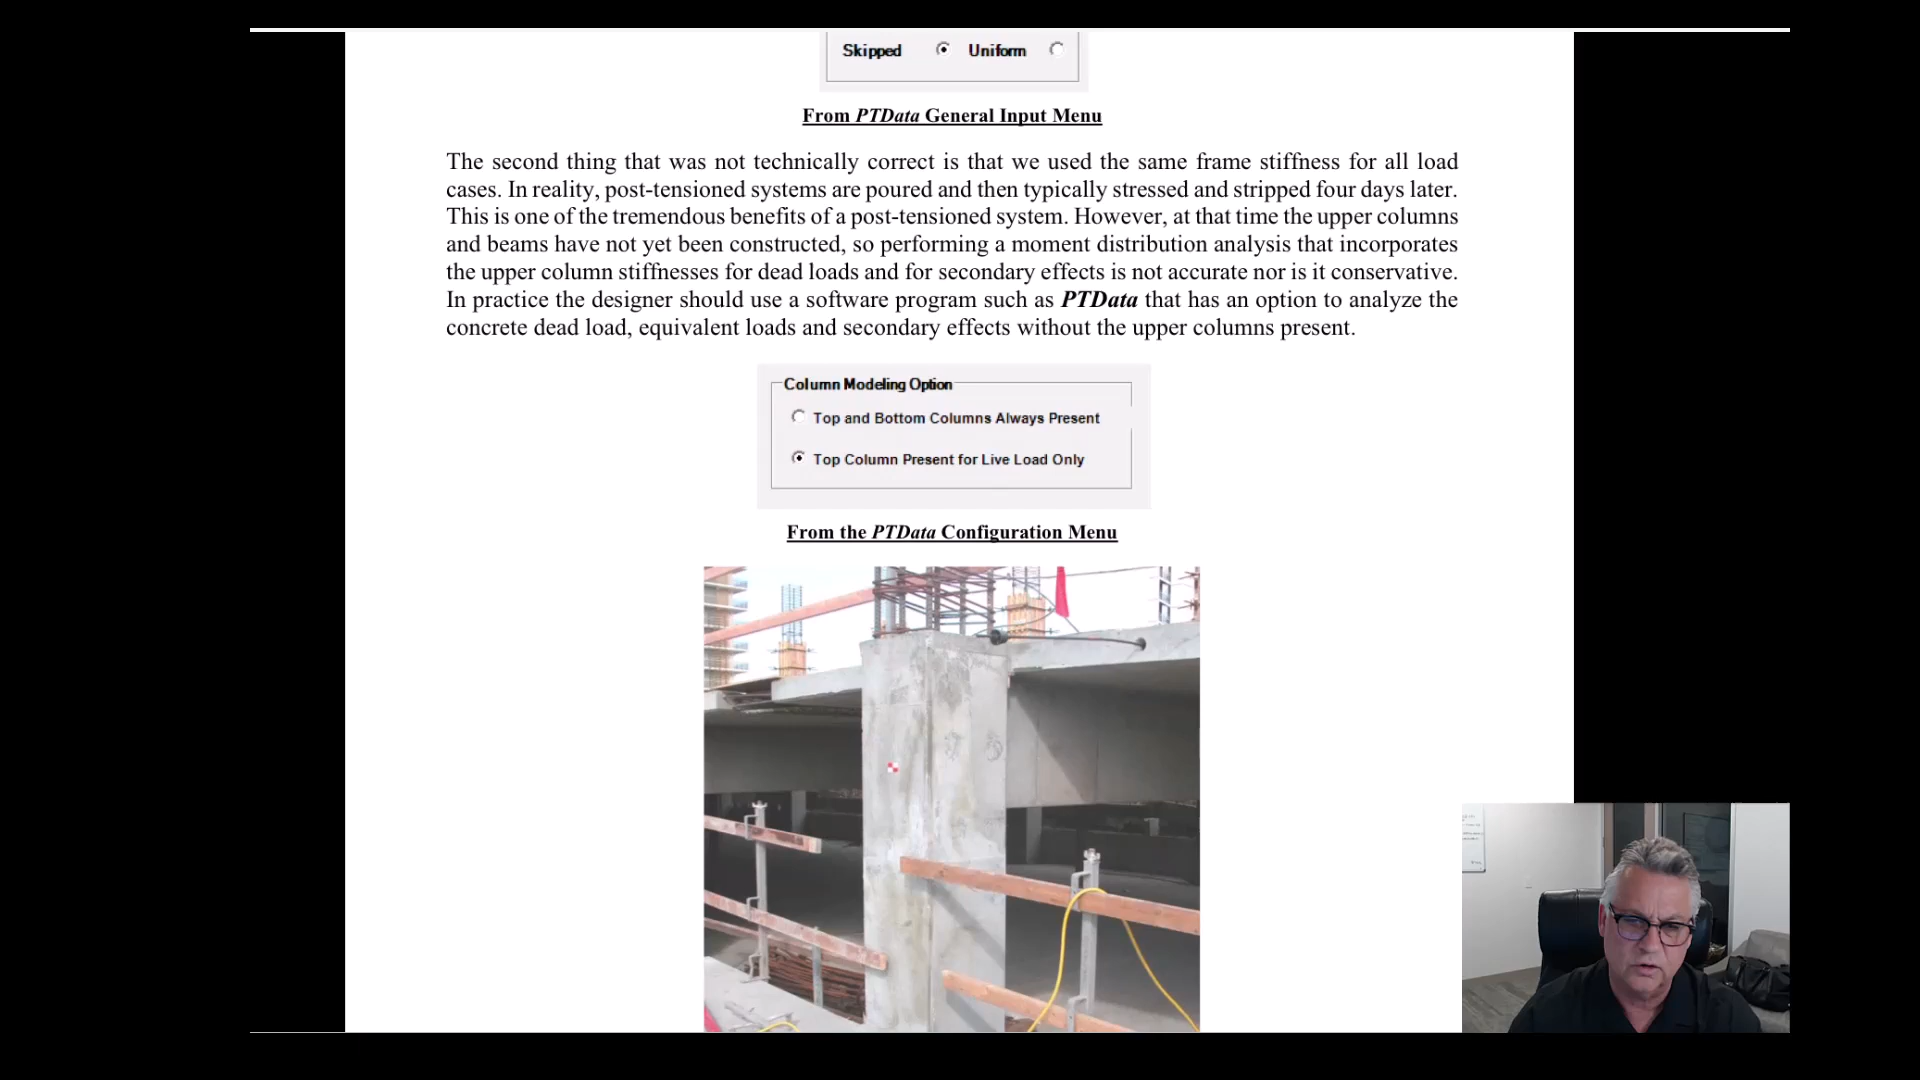 Skipped Uniform
From PTData General Input Menu
The second thing that was not technically correct is that we used the same frame stiffness for all load
cases. In reality, post-tensioned systems are poured and then typically stressed and stripped four days later.
This is one of the tremendous benefits of a post-tensioned system. However, at that time the upper columns
and beams have not yet been constructed, so performing a moment distribution analysis that incorporates
the upper column stiffnesses for dead loads and for secondary effects is not accurate nor is it conservative.
In practice the designer should use a software program such as PTData that has an option to analyze the
concrete dead load, equivalent loads and secondary effects without the upper columns present.
Column Modeling Option
Top and Bottom Columns Always Present
Top Column Present for Live Load Only
From the PTData Configuration Menu